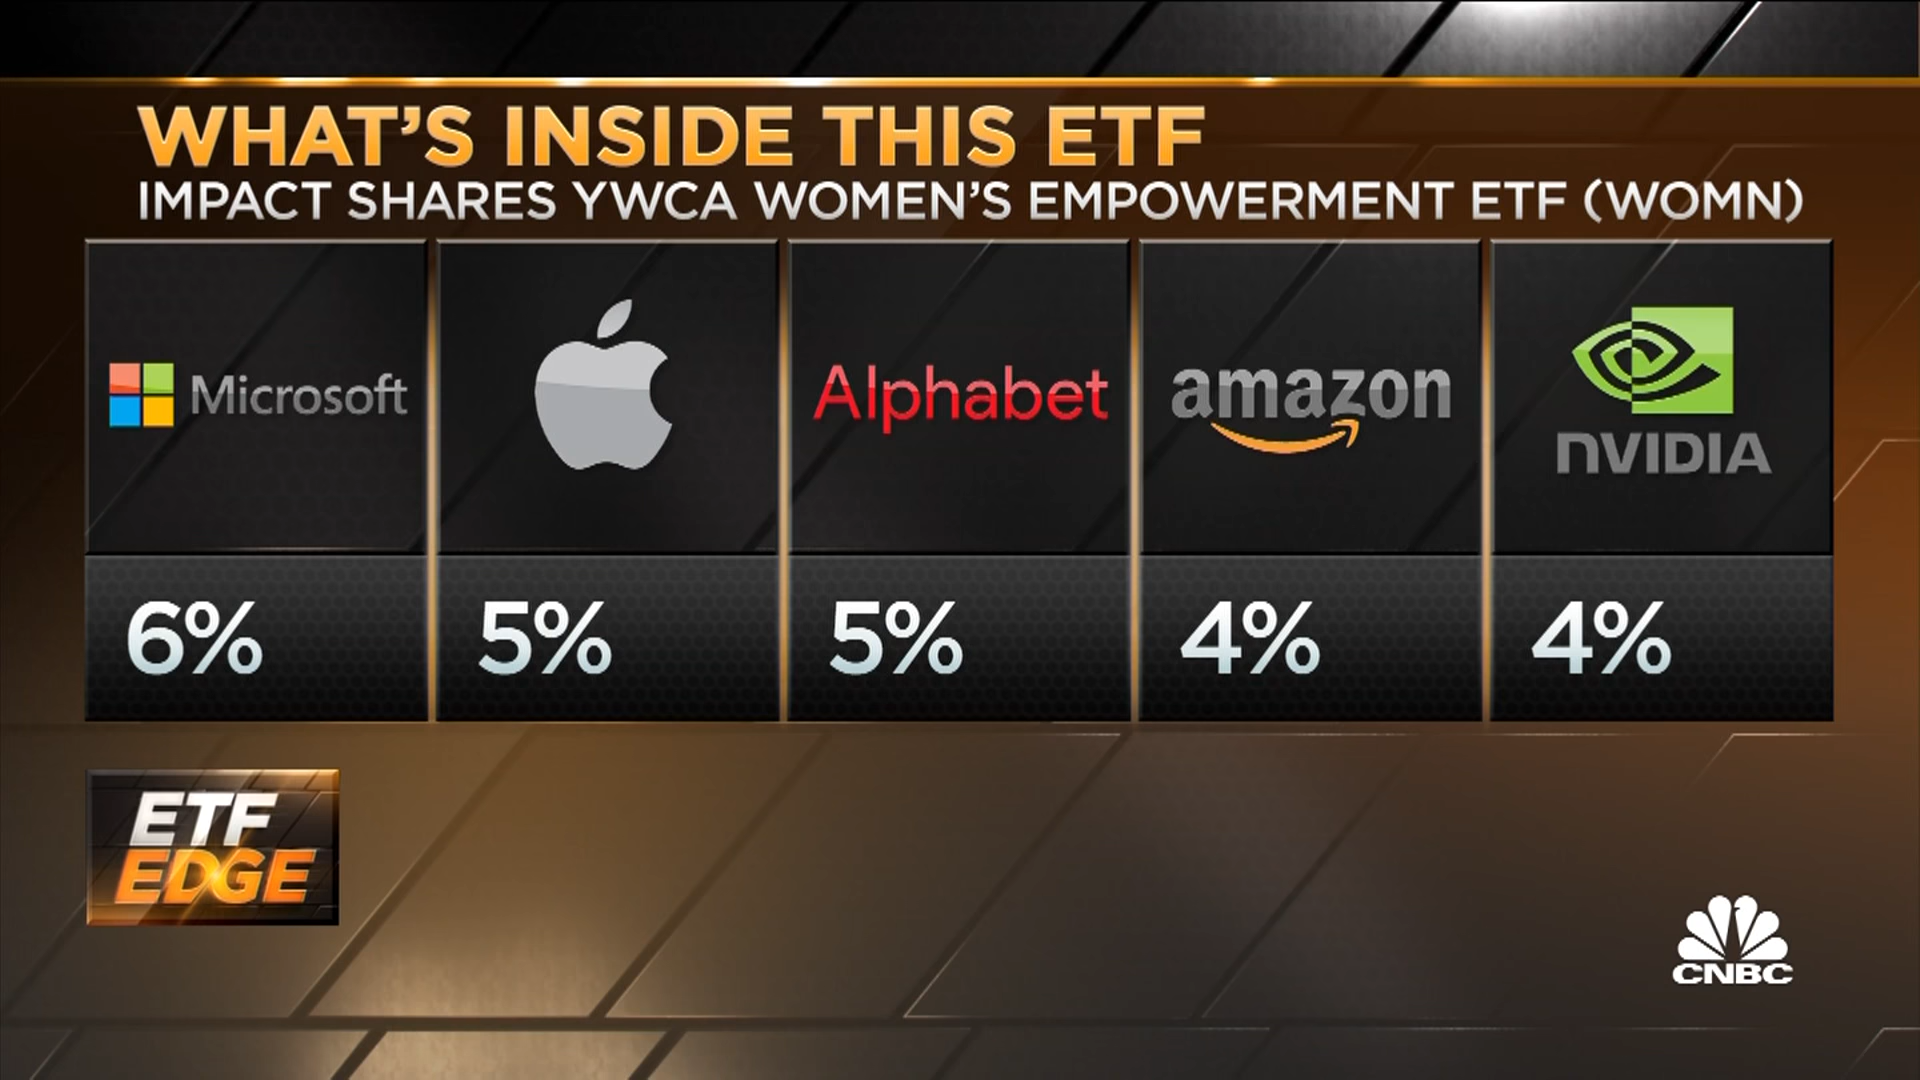 WHAT'S INSIDE THIS ETF
IMPACT SHARES YWCA WOMEN'S EMPOWERMENT ETF (WOMN)
Microsoft
Alphabet
amazon
NVIDIA
6%
5%
5%
4%
4%
ETF
EDGE
CNBC